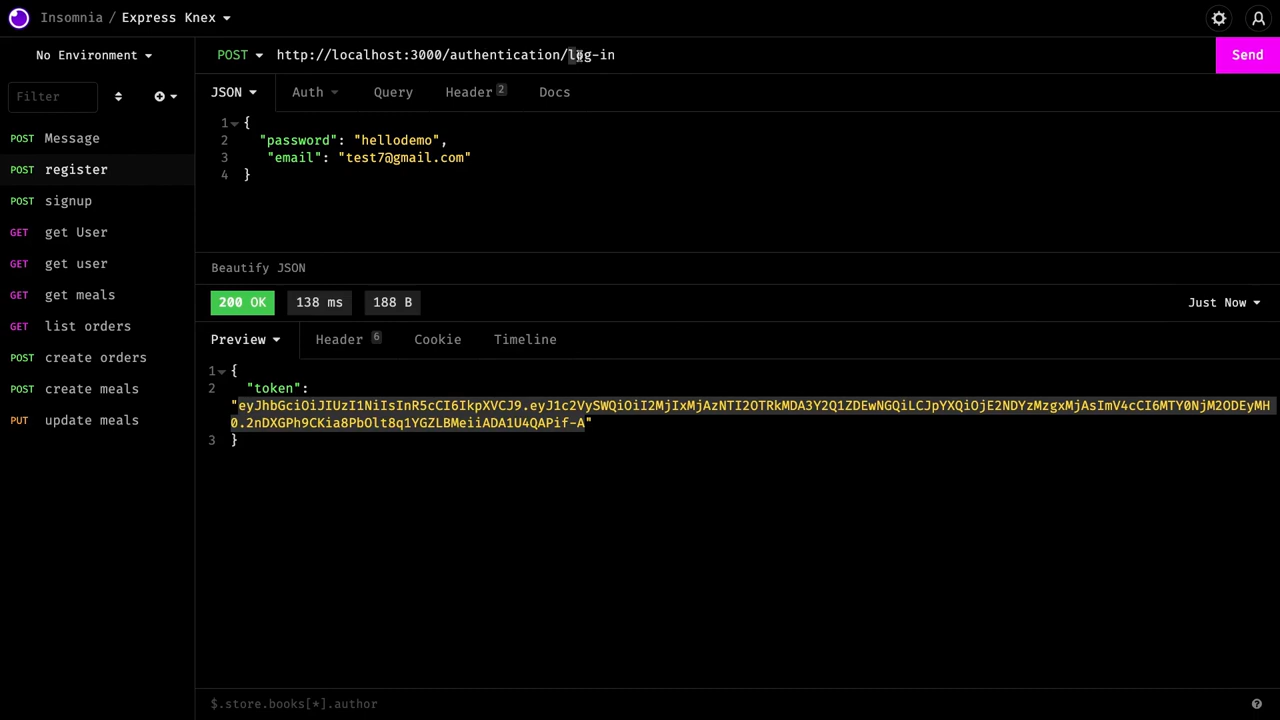 Insomnia / Express Knex
No Environment
POST http://localhost:3000/authentication/log-in
Send
Filter
JSON Auth Query Header 2 Docs
POST Message
POST register
POST signup
GET get User
GET get user
GET get meals
GET list orders
POST create orders
POST create meals
PUT update meals
1 {
2 "password": "hellodemo",
3 "email": "test7@gmail.com"
4 }
Beautify JSON
200 OK 138 ms 188 B Just Now
Preview Header 6 Cookie Timeline
1 {
2 "token":
"eyJhbGciOiJIUzI1NiIsInR5cCI6IkpXVCJ9.eyJ1c2VySWQiOiI2MjIxMjAzNTI2OTRkMDA3Y2Q1ZDEwNGQiLCJpYXQiOjE2NDYzMzgxMjAsImV4cCI6MTY0NjM2ODEyMH
0.2nDXGPh9CKia8PbOlt8q1YGZLBMeiiADA1U4QAPif-A"
3 }
$.store.books[*].author